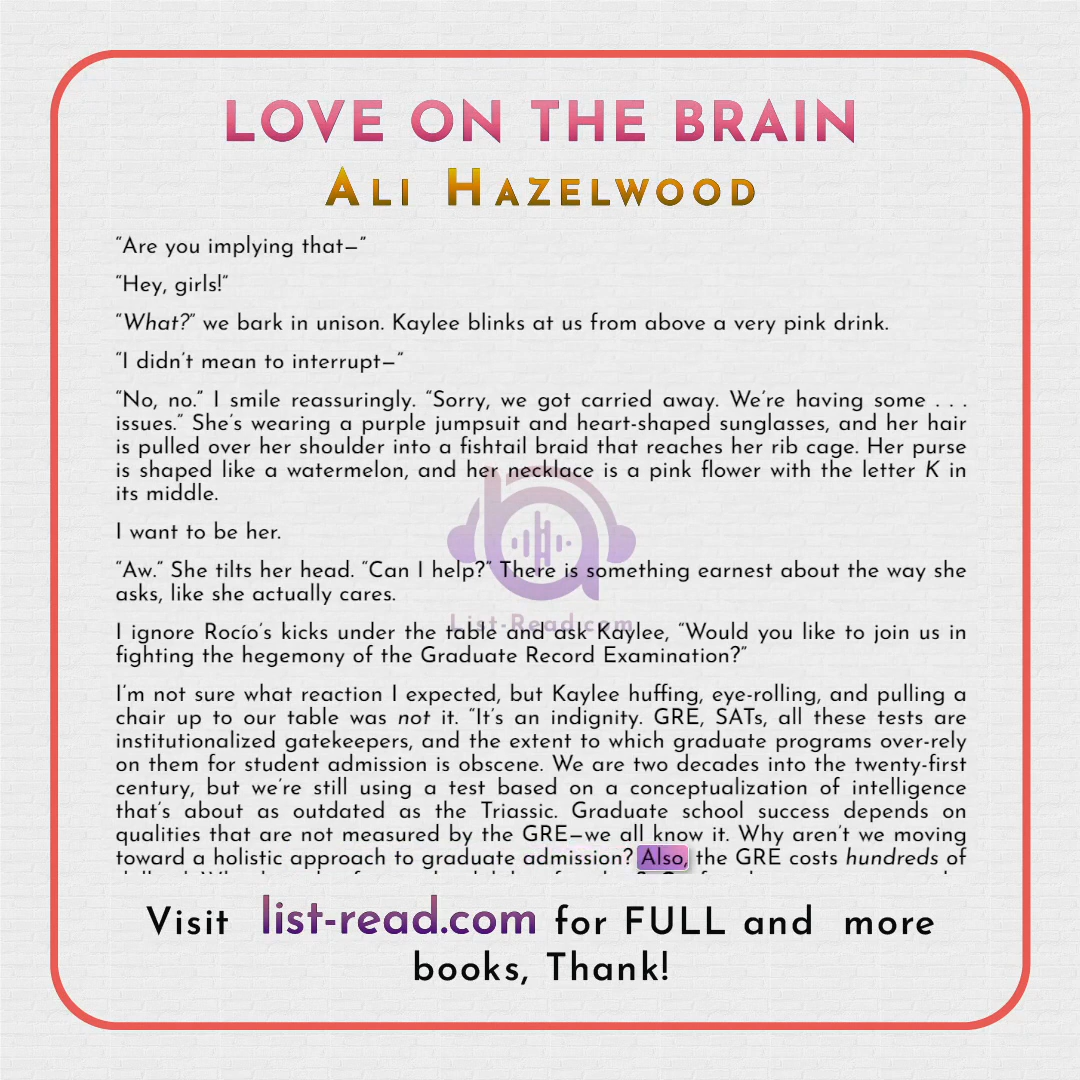 LOVE ON THE BRAIN
ALI HAZELWOOD
“Are you implying that—”
“Hey, girls!”
“What?” we bark in unison. Kaylee blinks at us from above a very pink drink.
“I didn’t mean to interrupt—”
“No, no.” I smile reassuringly. “Sorry, we got carried away. We’re having some . . .
issues.” She’s wearing a purple jumpsuit and heart-shaped sunglasses, and her hair
is pulled over her shoulder into a fishtail braid that reaches her rib cage. Her purse
is shaped like a watermelon, and her necklace is a pink flower with the letter K in
its middle.
I want to be her.
“Aw.” She tilts her head. “Can I help?” There is something earnest about the way she
asks, like she actually cares.
List-Read.com
I ignore Rocío’s kicks under the table and ask Kaylee, “Would you like to join us in
fighting the hegemony of the Graduate Record Examination?”
I’m not sure what reaction I expected, but Kaylee huffing, eye-rolling, and pulling a
chair up to our table was not it. “It’s an indignity. GRE, SATs, all these tests are
institutionalized gatekeepers, and the extent to which graduate programs over-rely
on them for student admission is obscene. We are two decades into the twenty-first
century, but we’re still using a test based on a conceptualization of intelligence
that’s about as outdated as the Triassic. Graduate school success depends on
qualities that are not measured by the GRE—we all know it. Why aren’t we moving
toward a holistic approach to graduate admission? Also, the GRE costs hundreds of
Visit list-read.com for FULL and more
books, Thank!